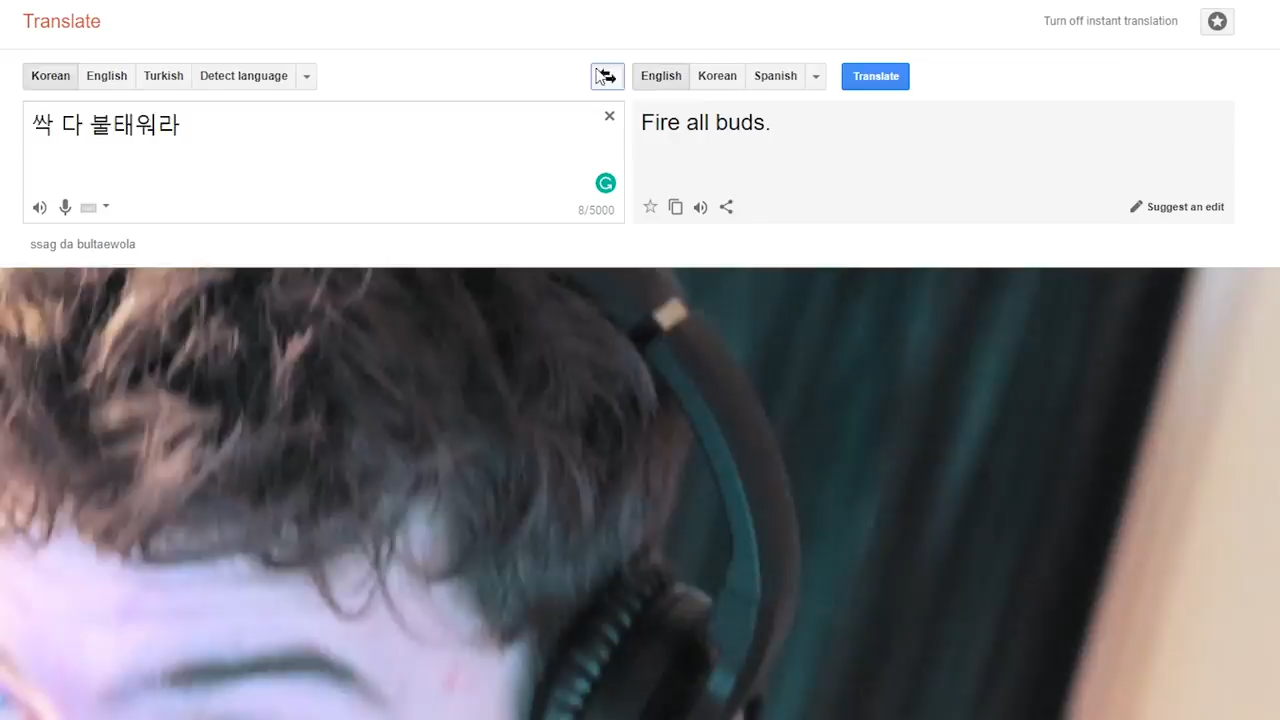 Translate
Turn off instant translation
Korean English Turkish Detect language
English Korean Spanish Translate
싹 다 불태워라
Fire all buds.
8/5000
Suggest an edit
ssag da bultaewola